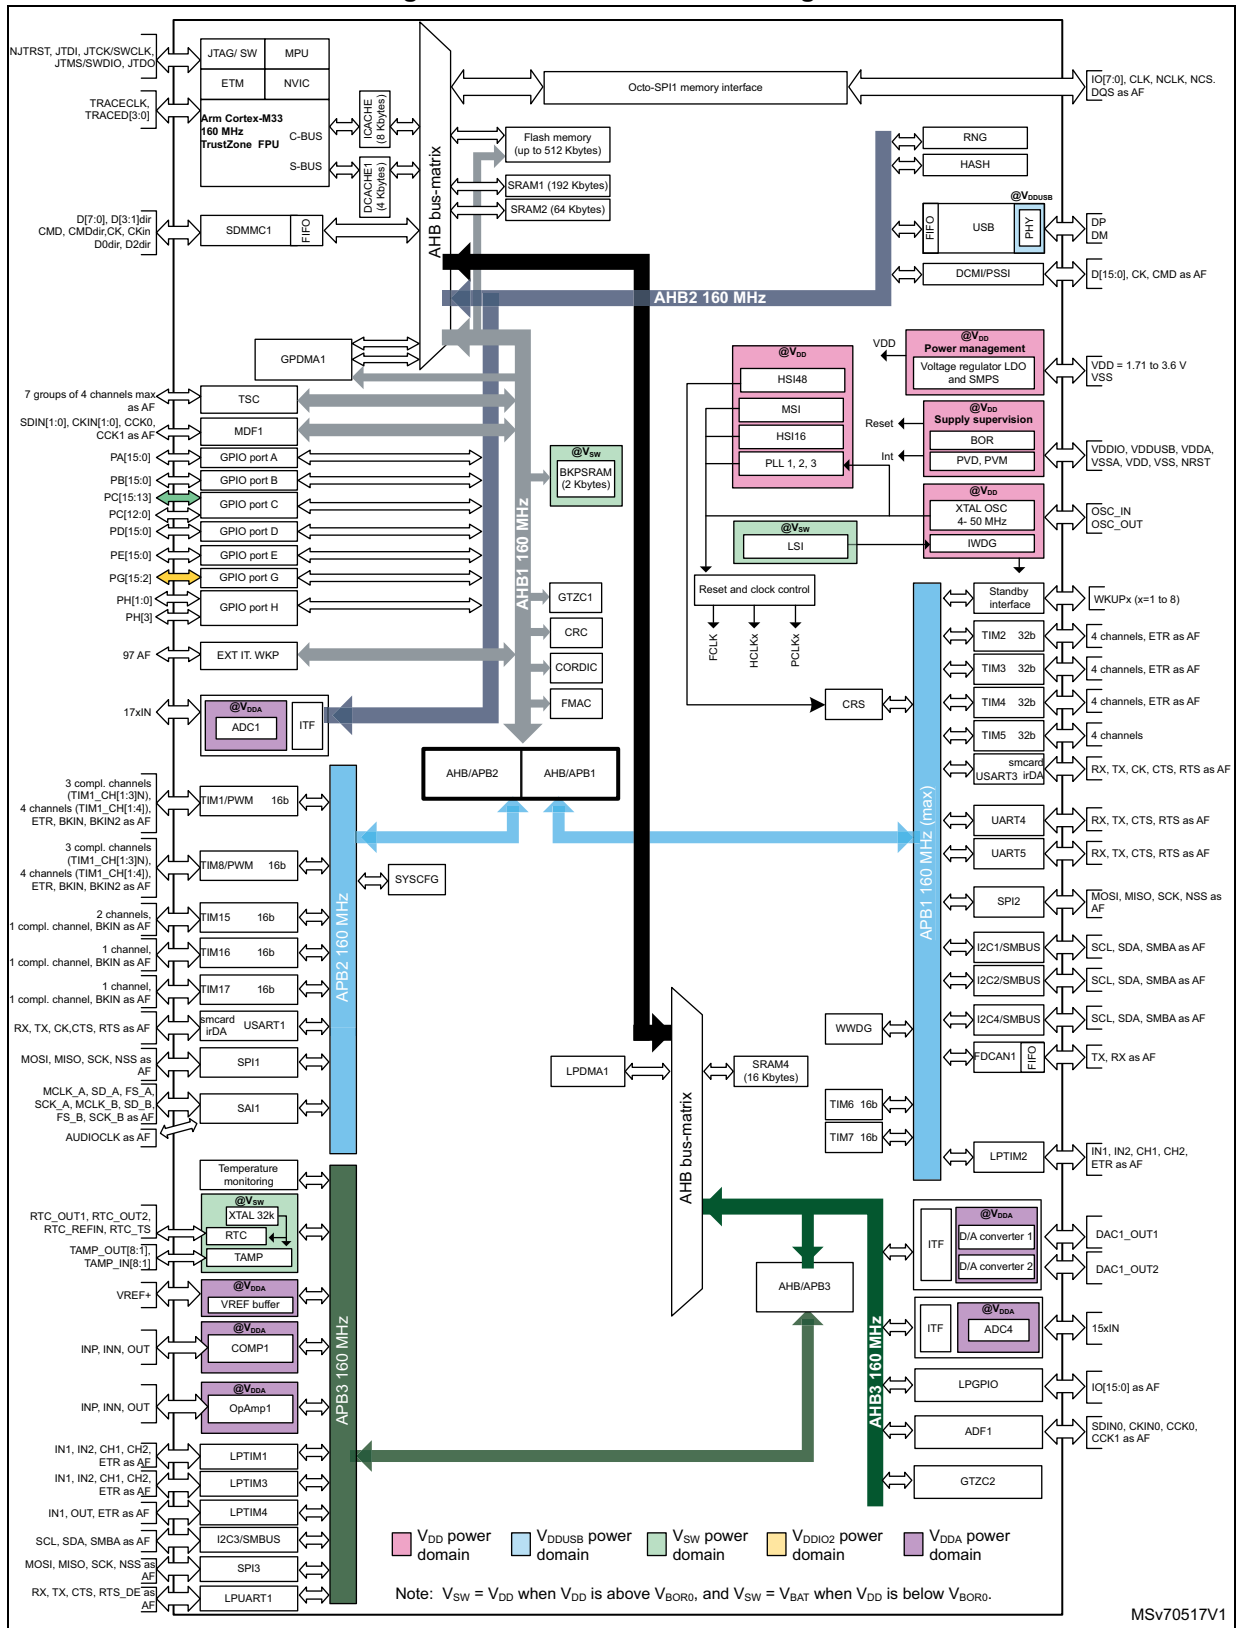 NJTRST, JTDI, JTCK/SWCLK,
JTMS/SWDIO, JTDO
TRACECLK,
TRACED[3:0]
JTAG/ SW
MPU
ETM
NVIC
Arm Cortex-M33
160 MHz
TrustZone FPU
C-BUS
S-BUS
ICACHE
(8 Kbytes)
DCACHE1
(4 Kbytes)
AHB bus-matrix
Octo-SPI1 memory interface
IO[7:0], CLK, NCLK, NCS.
DQS as AF
Flash memory
(up to 512 Kbytes)
SRAM1 (192 Kbytes)
SRAM2 (64 Kbytes)
RNG
HASH
@VDDUSB
FIFO
USB
PHY
DP
DM
DCMI/PSSI
D[15:0], CK, CMD as AF
AHB2 160 MHz
D[7:0], D[3:1]dir
CMD, CMDdir,CK, CKin
D0dir, D2dir
SDMMC1
FIFO
GPDMA1
7 groups of 4 channels max
as AF
TSC
SDIN[1:0], CKIN[1:0], CCK0,
CCK1 as AF
MDF1
PA[15:0]
GPIO port A
PB[15:0]
GPIO port B
PC[15:13]
PC[12:0]
GPIO port C
PD[15:0]
GPIO port D
PE[15:0]
GPIO port E
PG[15:2]
GPIO port G
PH[1:0]
PH[3]
GPIO port H
97 AF
EXT IT. WKP
17xIN
@VDDA
ADC1
ITF
AHB1 160 MHz
@VSW
BKPSRAM
(2 Kbytes)
GTZC1
CRC
CORDIC
FMAC
@VDD
HSI48
MSI
HSI16
PLL 1, 2, 3
@VSW
LSI
VDD
@VDD
Power management
Voltage regulator LDO
and SMPS
VDD = 1.71 to 3.6 V
VSS
@VDD
Supply supervision
BOR
PVD, PVM
Reset
Int
VDDIO, VDDUSB, VDDA,
VSSA, VDD, VSS, NRST
@VDD
XTAL OSC
4- 50 MHz
IWDG
OSC_IN
OSC_OUT
Reset and clock control
FCLK
HCLKx
PCLKx
Standby
interface
WKUPx (x=1 to 8)
TIM2 32b
4 channels, ETR as AF
TIM3 32b
4 channels, ETR as AF
CRS
TIM4 32b
4 channels, ETR as AF
TIM5 32b
4 channels
smcard
USART3 irDA
RX, TX, CK, CTS, RTS as AF
UART4
RX, TX, CTS, RTS as AF
UART5
RX, TX, CTS, RTS as AF
SPI2
MOSI, MISO, SCK, NSS as
AF
I2C1/SMBUS
SCL, SDA, SMBA as AF
I2C2/SMBUS
SCL, SDA, SMBA as AF
I2C4/SMBUS
SCL, SDA, SMBA as AF
FDCAN1
FIFO
TX, RX as AF
WWDG
TIM6 16b
TIM7 16b
LPTIM2
IN1, IN2, CH1, CH2,
ETR as AF
APB1 160 MHz (max)
AHB/APB2
AHB/APB1
3 compl. channels
(TIM1_CH[1:3]N),
4 channels (TIM1_CH[1:4]),
ETR, BKIN, BKIN2 as AF
TIM1/PWM 16b
3 compl. channels
(TIM1_CH[1:3]N),
4 channels (TIM1_CH[1:4]),
ETR, BKIN, BKIN2 as AF
TIM8/PWM 16b
SYSCFG
2 channels,
1 compl. channel, BKIN as AF
TIM15 16b
1 channel,
1 compl. channel, BKIN as AF
TIM16 16b
1 channel,
1 compl. channel, BKIN as AF
TIM17 16b
RX, TX, CK,CTS, RTS as AF
smcard
irDA USART1
MOSI, MISO, SCK, NSS as
AF
SPI1
MCLK_A, SD_A, FS_A,
SCK_A, MCLK_B, SD_B,
FS_B, SCK_B as AF
AUDIOCLK as AF
SAI1
APB2 160 MHz
LPDMA1
AHB bus-matrix
SRAM4
(16 Kbytes)
Temperature
monitoring
@VSW
XTAL 32k
RTC
TAMP
RTC_OUT1, RTC_OUT2,
RTC_REFIN, RTC_TS
TAMP_OUT[8:1],
TAMP_IN[8:1]
VREF+
@VDDA
VREF buffer
INP, INN, OUT
@VDDA
COMP1
INP, INN, OUT
@VDDA
OpAmp1
IN1, IN2, CH1, CH2,
ETR as AF
LPTIM1
IN1, IN2, CH1, CH2,
ETR as AF
LPTIM3
IN1, OUT, ETR as AF
LPTIM4
SCL, SDA, SMBA as AF
I2C3/SMBUS
MOSI, MISO, SCK, NSS as
AF
SPI3
RX, TX, CTS, RTS_DE as
AF
LPUART1
APB3 160 MHz
AHB/APB3
AHB3 160 MHz
ITF
@VDDA
D/A converter 1
D/A converter 2
DAC1_OUT1
DAC1_OUT2
ITF
@VDDA
ADC4
15xIN
LPGPIO
IO[15:0] as AF
ADF1
SDIN0, CKIN0, CCK0,
CCK1 as AF
GTZC2
VDD power
domain
VDDUSB power
domain
VSW power
domain
VDDIO2 power
domain
VDDA power
domain
Note: VSW = VDD when VDD is above VBOR0, and VSW = VBAT when VDD is below VBOR0.
MSv70517V1